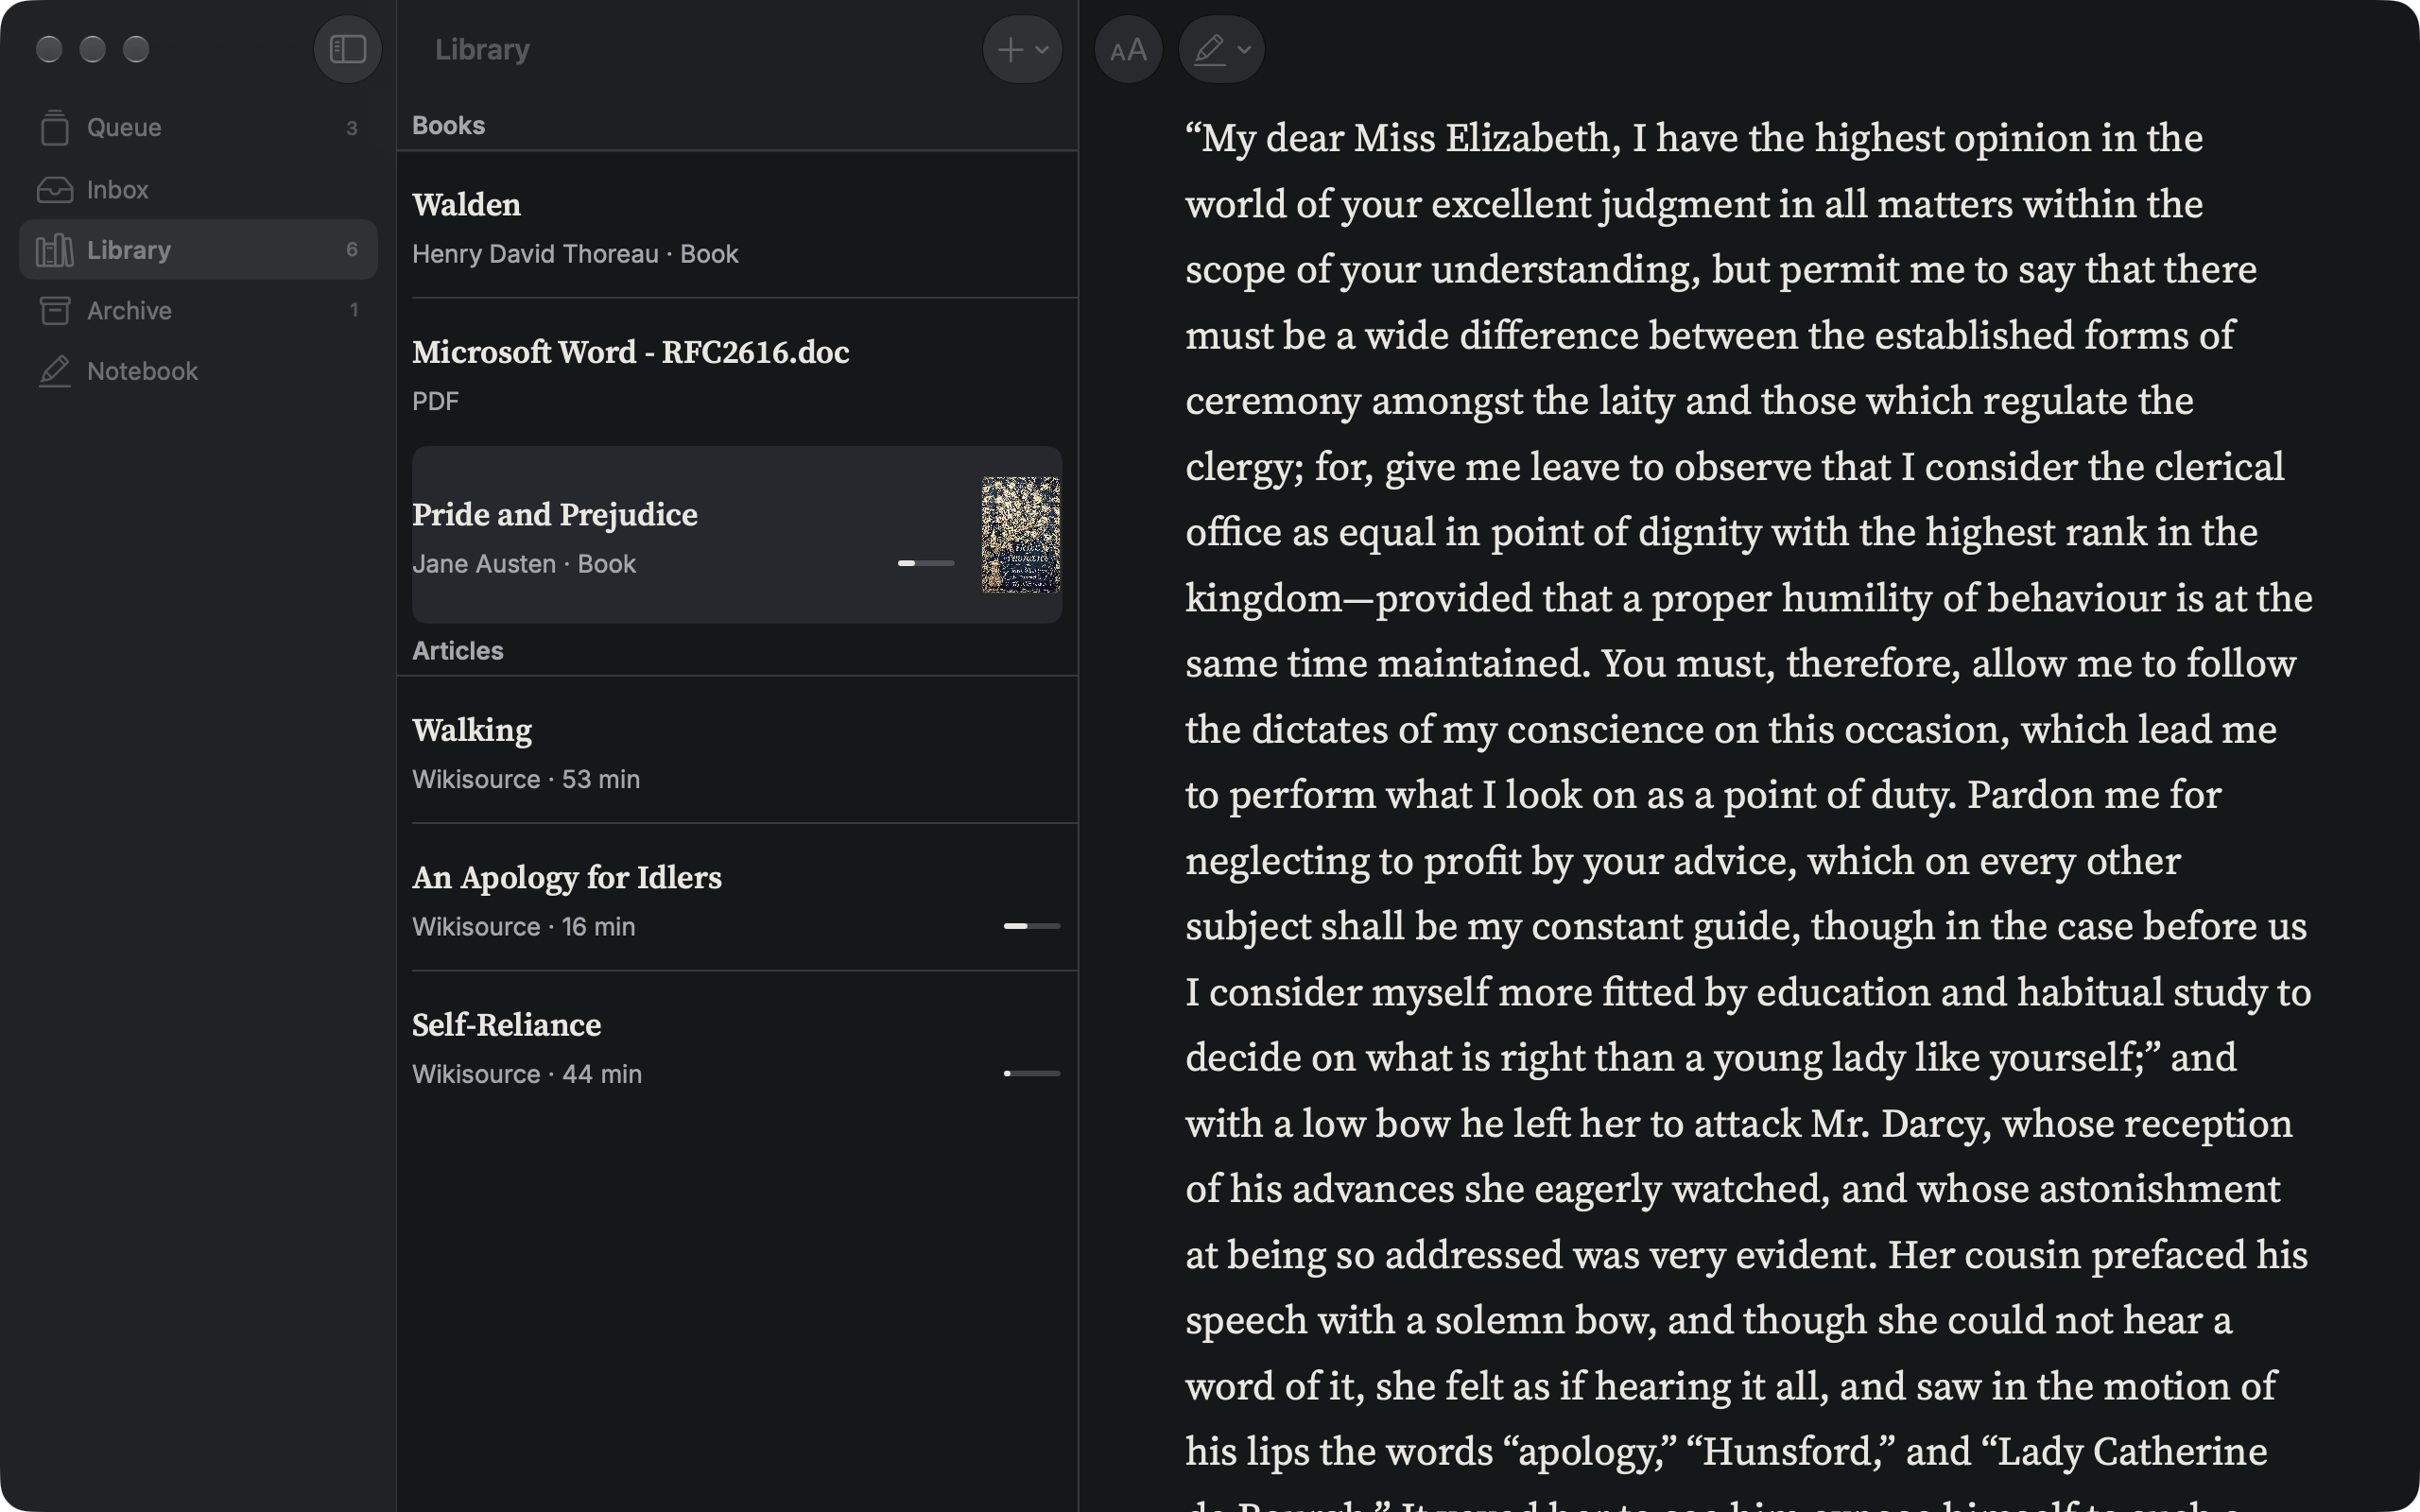 Library
Queue 3
Inbox
Library 6
Archive 1
Notebook
Books
Walden
Henry David Thoreau · Book
Microsoft Word - RFC2616.doc
PDF
Pride and Prejudice
Jane Austen · Book
Articles
Walking
Wikisource · 53 min
An Apology for Idlers
Wikisource · 16 min
Self-Reliance
Wikisource · 44 min
AA
“My dear Miss Elizabeth, I have the highest opinion in the
world of your excellent judgment in all matters within the
scope of your understanding, but permit me to say that there
must be a wide difference between the established forms of
ceremony amongst the laity and those which regulate the
clergy; for, give me leave to observe that I consider the clerical
office as equal in point of dignity with the highest rank in the
kingdom—provided that a proper humility of behaviour is at the
same time maintained. You must, therefore, allow me to follow
the dictates of my conscience on this occasion, which lead me
to perform what I look on as a point of duty. Pardon me for
neglecting to profit by your advice, which on every other
subject shall be my constant guide, though in the case before us
I consider myself more fitted by education and habitual study to
decide on what is right than a young lady like yourself;” and
with a low bow he left her to attack Mr. Darcy, whose reception
of his advances she eagerly watched, and whose astonishment
at being so addressed was very evident. Her cousin prefaced his
speech with a solemn bow, and though she could not hear a
word of it, she felt as if hearing it all, and saw in the motion of
his lips the words “apology,” “Hunsford,” and “Lady Catherine
de Bourgh.” It vexed her to see him expose himself to such a